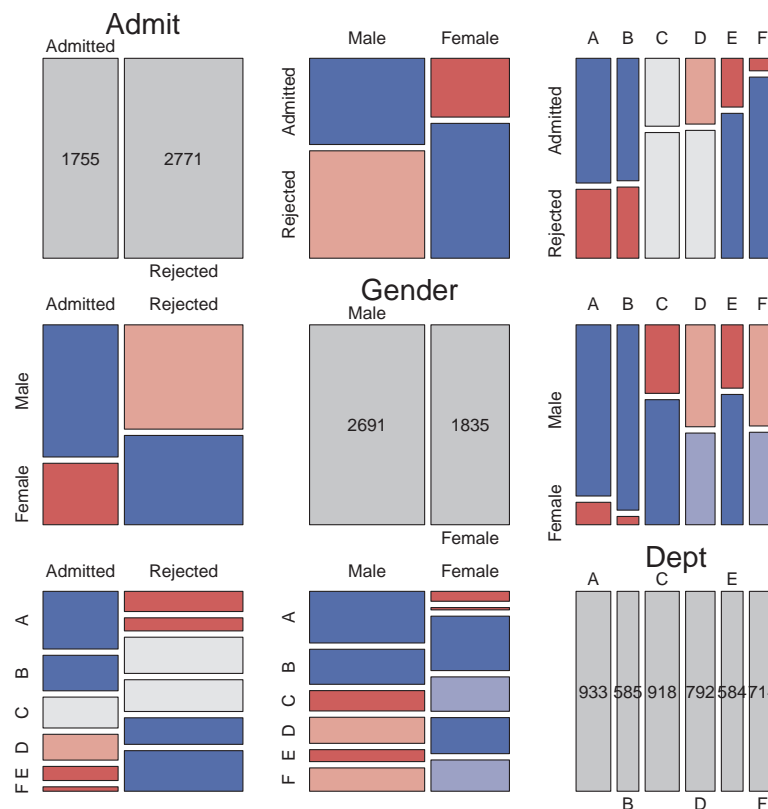 Admit
Admitted
1755
2771
Rejected
Male Female
Admitted
Rejected
A B C D E F
Admitted
Rejected
Admitted Rejected
Male
Female
Gender
Male
2691
1835
Female
A B C D E F
Male
Female
Admitted Rejected
A
B
C
D
E
F
Male Female
A
B
C
D
E
F
Dept
A C E
933 585 918 792 584
B D F